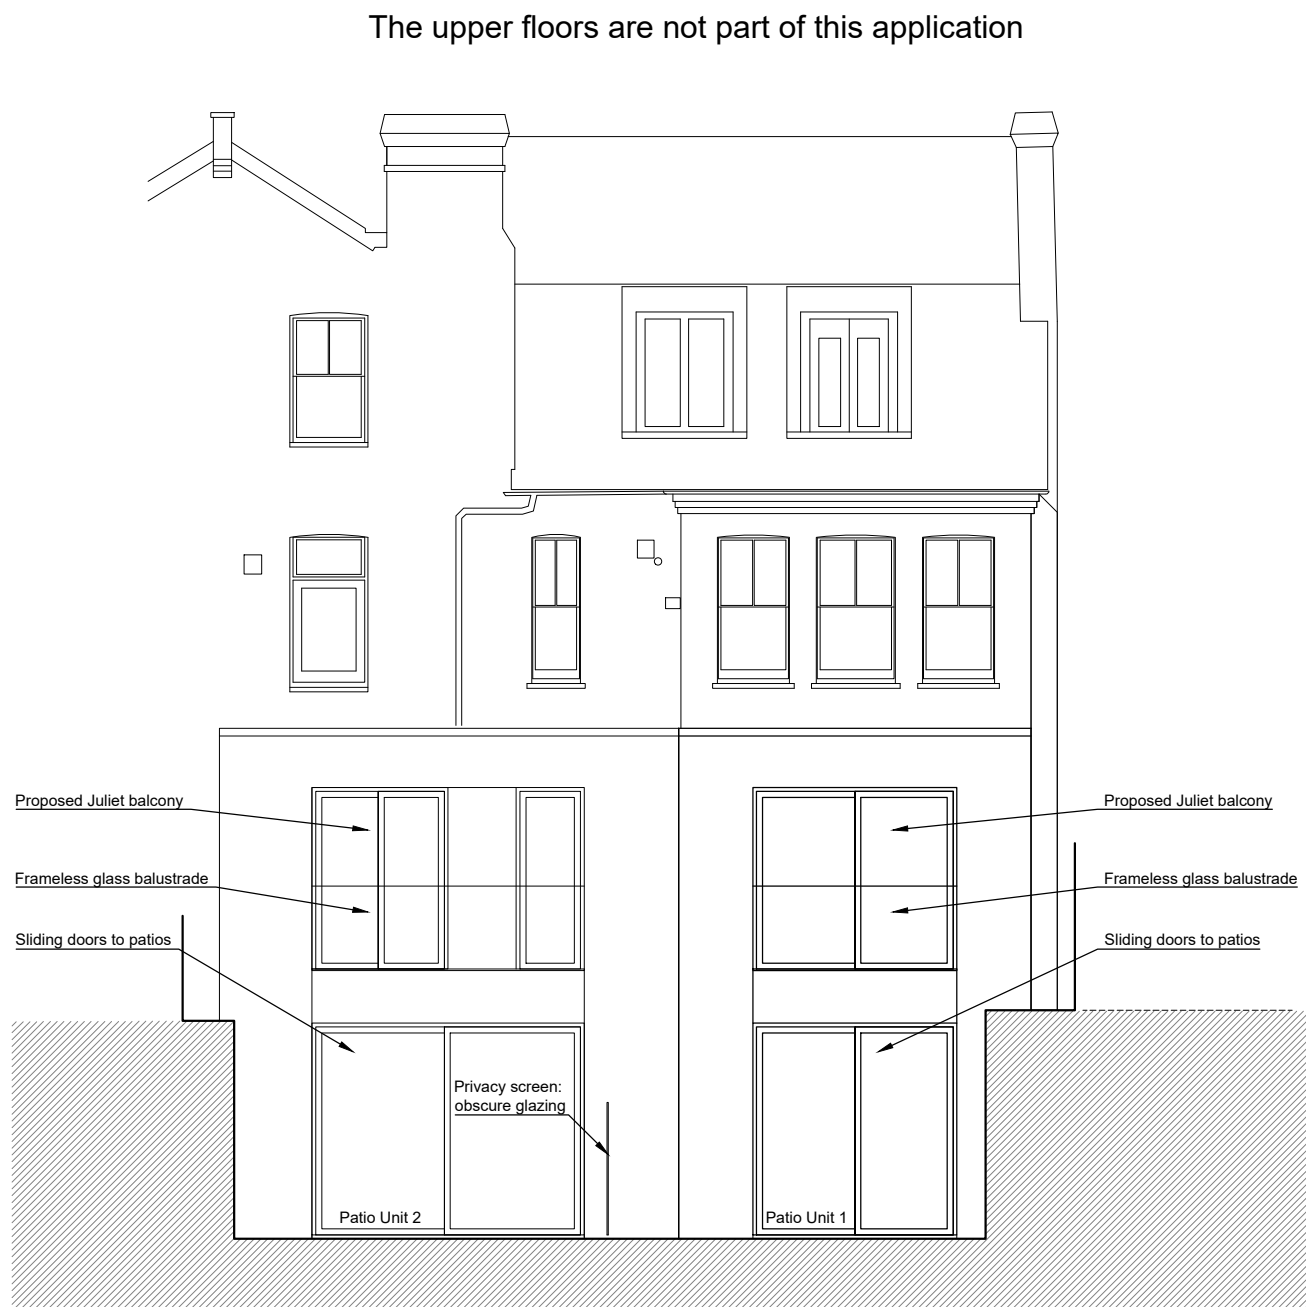 The upper floors are not part of this application
Proposed Juliet balcony
Proposed Juliet balcony
Frameless glass balustrade
Frameless glass balustrade
Sliding doors to patios
Sliding doors to patios
Privacy screen:
obscure glazing
Patio Unit 2
Patio Unit 1